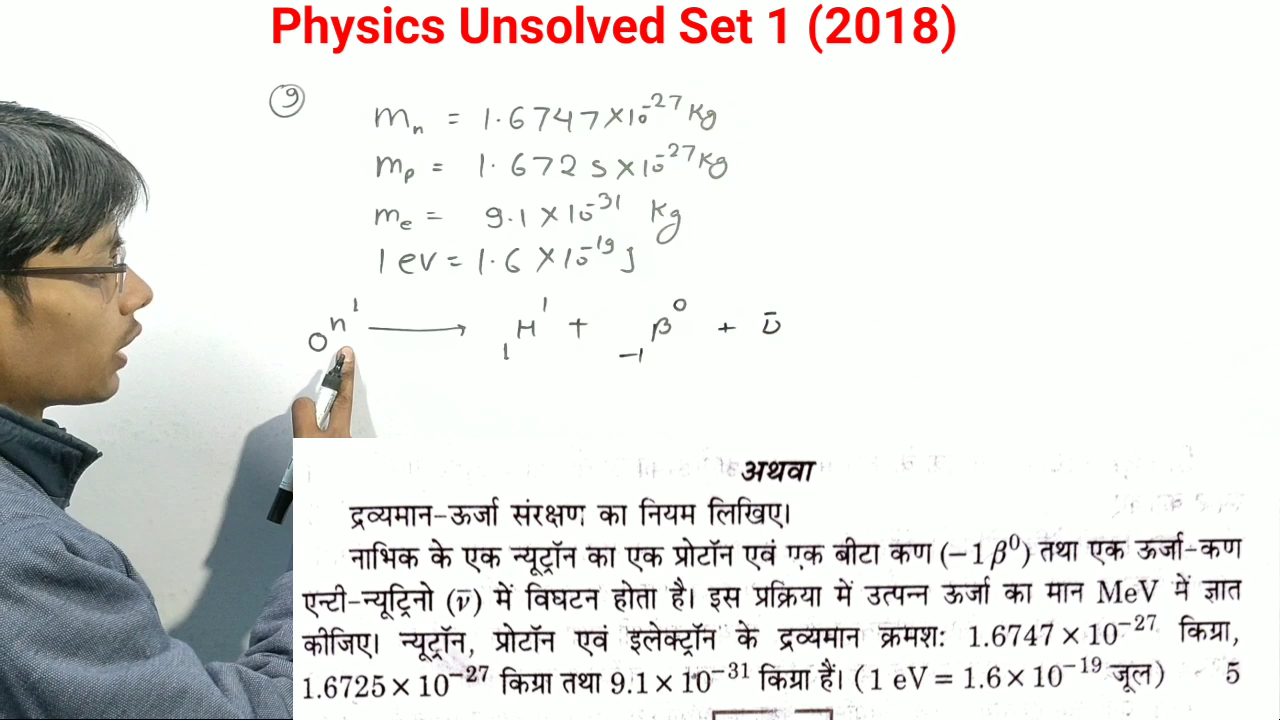 Physics Unsolved Set 1 (2018)
9
mₙ = 1.6747×10⁻²⁷ Kg
mₚ = 1.6725×10⁻²⁷ Kg
mₑ = 9.1×10⁻³¹ Kg
1 ev = 1.6×10⁻¹⁹ J
₀n¹ ⟶ ₁H¹ + ₋₁β⁰ + ν̄
अथवा
द्रव्यमान-ऊर्जा संरक्षण का नियम लिखिए।
नाभिक के एक न्यूट्रॉन का एक प्रोटॉन एवं एक बीटा कण (−1β⁰) तथा एक ऊर्जा-कण
एन्टी-न्यूट्रिनो (ν̄) में विघटन होता है। इस प्रक्रिया में उत्पन्न ऊर्जा का मान MeV में ज्ञात
कीजिए। न्यूट्रॉन, प्रोटॉन एवं इलेक्ट्रॉन के द्रव्यमान क्रमश: 1.6747×10⁻²⁷ किग्रा,
1.6725×10⁻²⁷ किग्रा तथा 9.1×10⁻³¹ किग्रा हैं। (1 eV = 1.6×10⁻¹⁹ जूल) 5